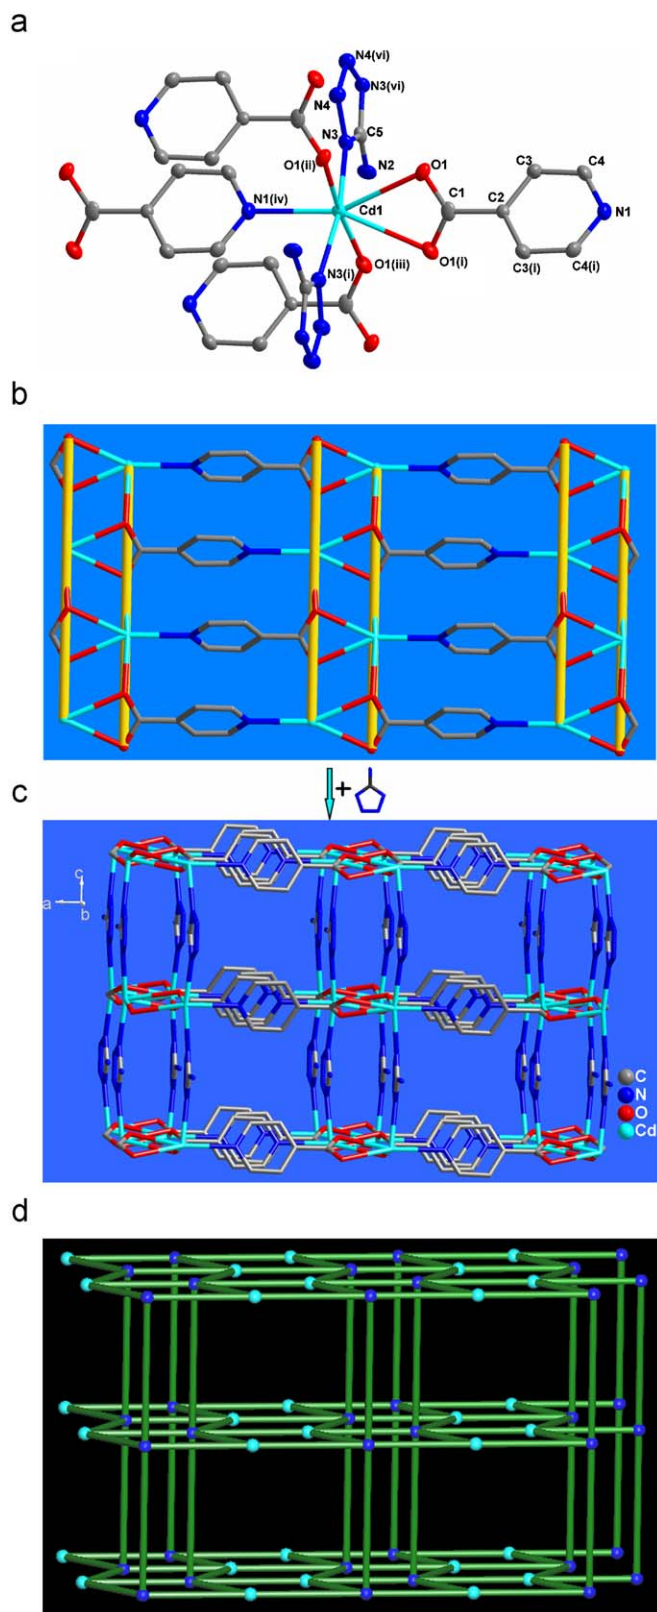 a
N4(vi)
N4 N3(vi)
N3 C5
N2
O1(ii) O1 C3 C4
N1(iv) Cd1 C1 C2 N1
O1(iii) O1(i)
N3(i) C3(i) C4(i)
b
+
c
c
a b
C
N
O
Cd
d